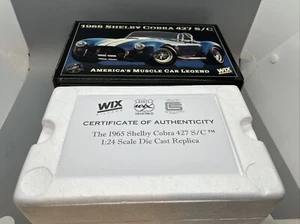 1965 SHELBY COBRA 427 S/C
AMERICA'S MUSCLE CAR LEGEND
WIX
WIX
CERTIFICATE OF AUTHENTICITY
The 1965 Shelby Cobra 427 S/C™
1:24 Scale Die Cast Replica